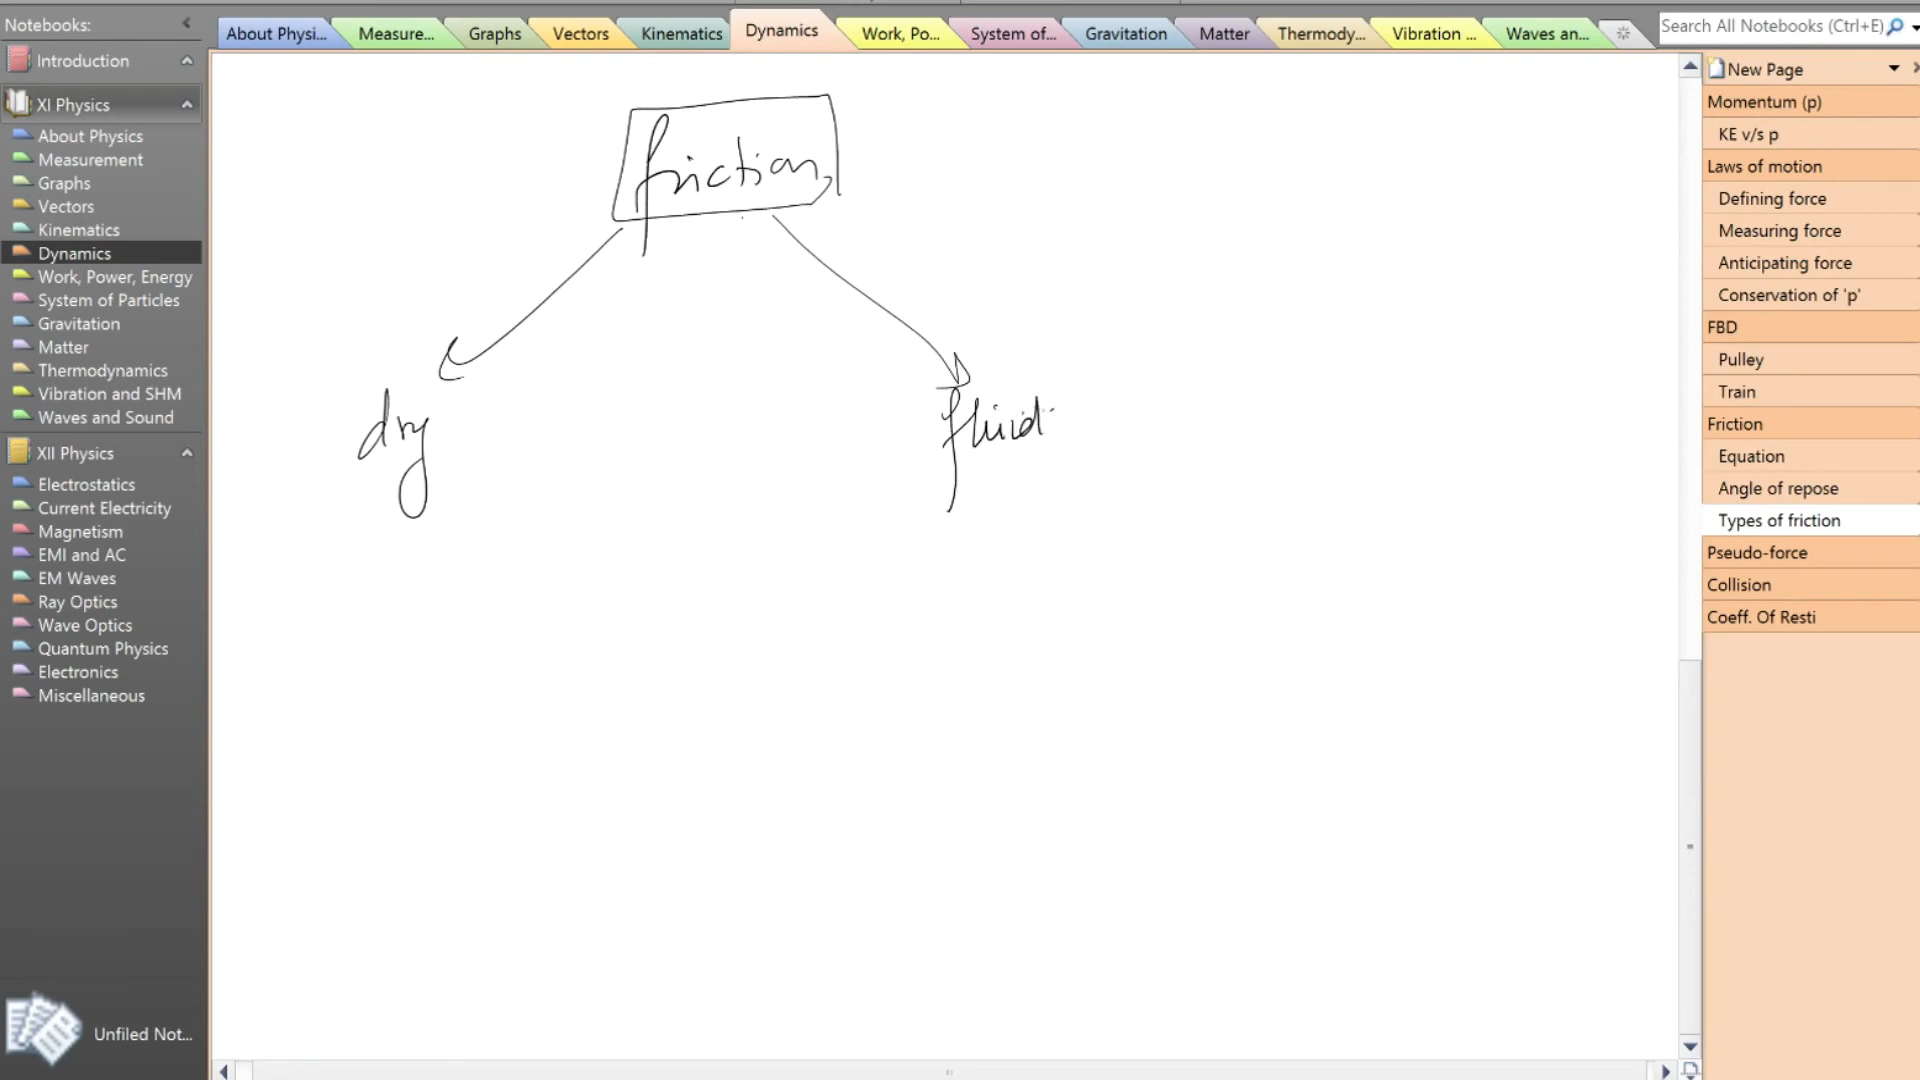 Notebooks:
Introduction
XI Physics
About Physics
Measurement
Graphs
Vectors
Kinematics
Dynamics
Work, Power, Energy
System of Particles
Gravitation
Matter
Thermodynamics
Vibration and SHM
Waves and Sound
XII Physics
Electrostatics
Current Electricity
Magnetism
EMI and AC
EM Waves
Ray Optics
Wave Optics
Quantum Physics
Electronics
Miscellaneous
Unfiled Not...
About Physi... Measure... Graphs Vectors Kinematics Dynamics Work, Po... System of... Gravitation Matter Thermody... Vibration ... Waves an...
Search All Notebooks (Ctrl+E)
friction
dry fluid
New Page
Momentum (p)
KE v/s p
Laws of motion
Defining force
Measuring force
Anticipating force
Conservation of 'p'
FBD
Pulley
Train
Friction
Equation
Angle of repose
Types of friction
Pseudo-force
Collision
Coeff. Of Resti